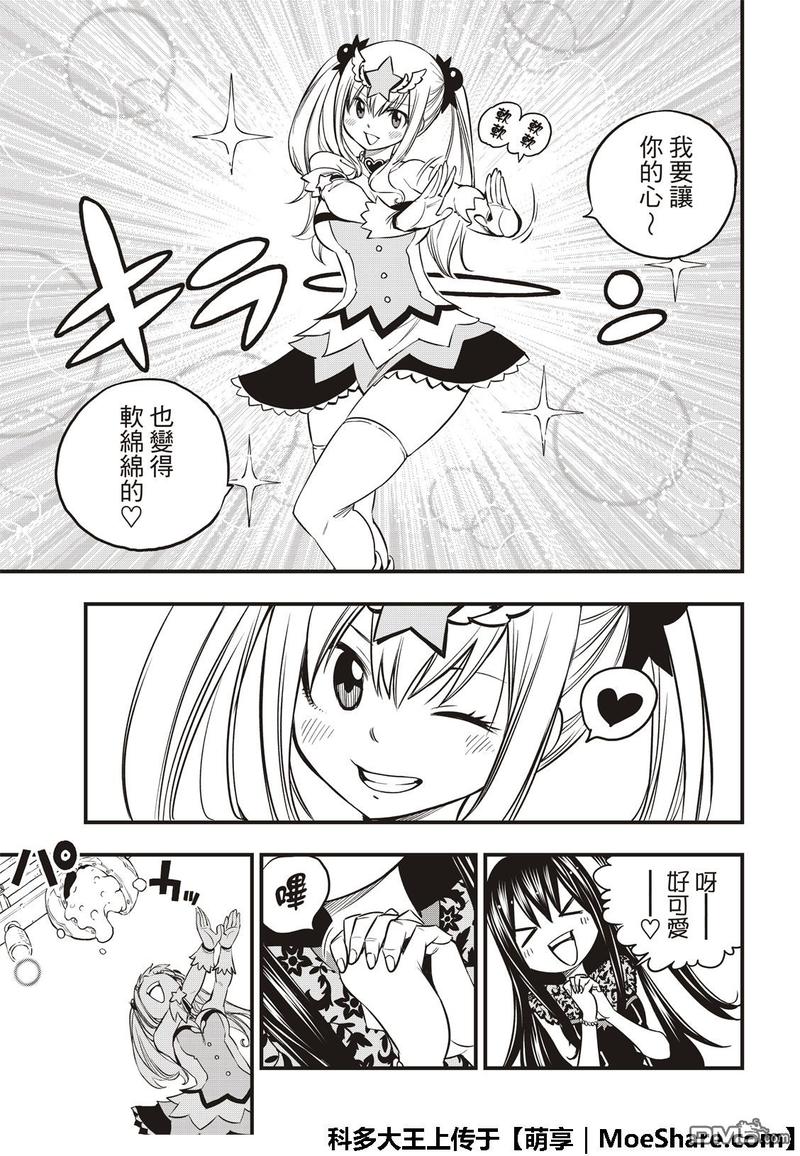 我要讓
你的心～
軟軟
軟軟
キラーン
也變得
軟綿綿的♡
♥
呀——
好可愛
——♡
嗶
カッ
パァ
科多大王上传于【萌享｜MoeShare.com】